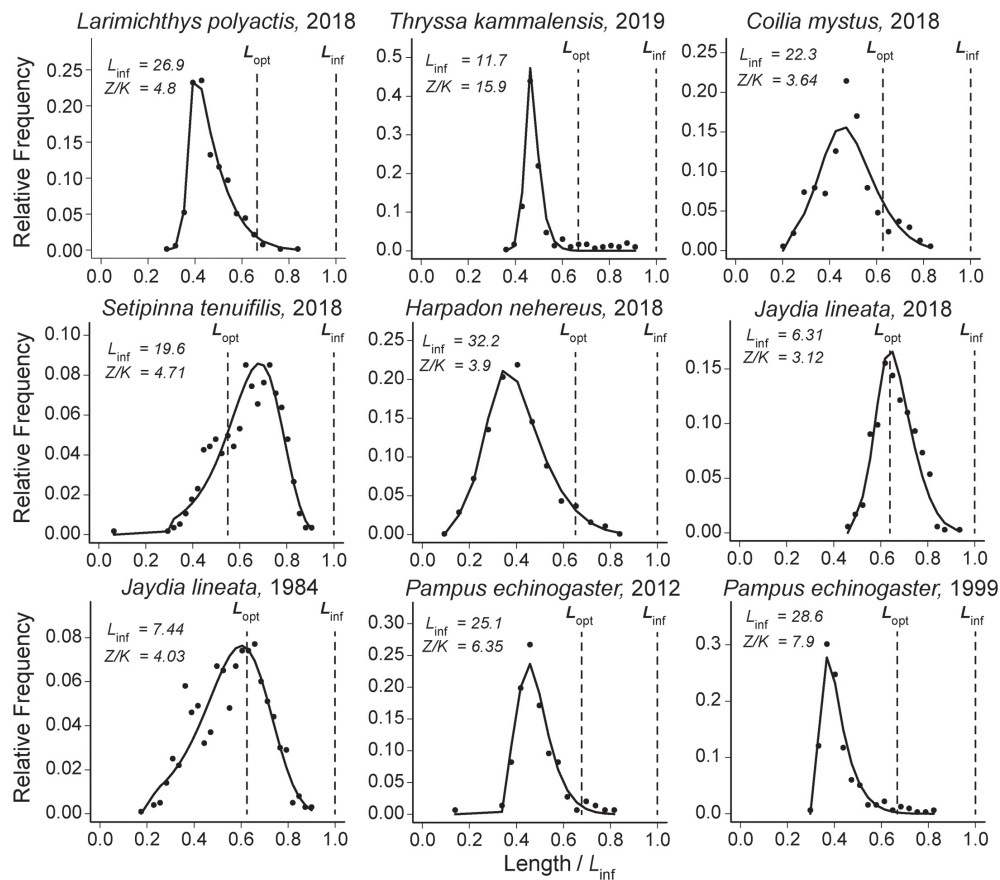 Larimichthys polyactis, 2018
Thryssa kammalensis, 2019
Coilia mystus, 2018
Relative Frequency
0.25
0.20
0.15
0.10
0.05
0.00
Linf = 26.9
Z/K = 4.8
Lopt
Linf
0.0 0.2 0.4 0.6 0.8 1.0
0.5
0.4
0.3
0.2
0.1
0.0
Linf = 11.7
Z/K = 15.9
Lopt
Linf
0.0 0.2 0.4 0.6 0.8 1.0
0.25
0.20
0.15
0.10
0.05
0.00
Linf = 22.3
Z/K = 3.64
Lopt
Linf
0.0 0.2 0.4 0.6 0.8 1.0
Setipinna tenuifilis, 2018
Harpadon nehereus, 2018
Jaydia lineata, 2018
Relative Frequency
0.10
0.08
0.06
0.04
0.02
0.00
Linf = 19.6
Z/K = 4.71
Lopt
Linf
0.0 0.2 0.4 0.6 0.8 1.0
0.25
0.20
0.15
0.10
0.05
0.00
Linf = 32.2
Z/K = 3.9
Lopt
Linf
0.0 0.2 0.4 0.6 0.8 1.0
0.15
0.10
0.05
0.00
Linf = 6.31
Z/K = 3.12
Lopt
Linf
0.0 0.2 0.4 0.6 0.8 1.0
Jaydia lineata, 1984
Pampus echinogaster, 2012
Pampus echinogaster, 1999
Relative Frequency
0.08
0.06
0.04
0.02
0.00
Linf = 7.44
Z/K = 4.03
Lopt
Linf
0.0 0.2 0.4 0.6 0.8 1.0
0.30
0.25
0.20
0.15
0.10
0.05
0.00
Linf = 25.1
Z/K = 6.35
Lopt
Linf
0.0 0.2 0.4 0.6 0.8 1.0
0.3
0.2
0.1
0.0
Linf = 28.6
Z/K = 7.9
Lopt
Linf
0.0 0.2 0.4 0.6 0.8 1.0
Length / Linf